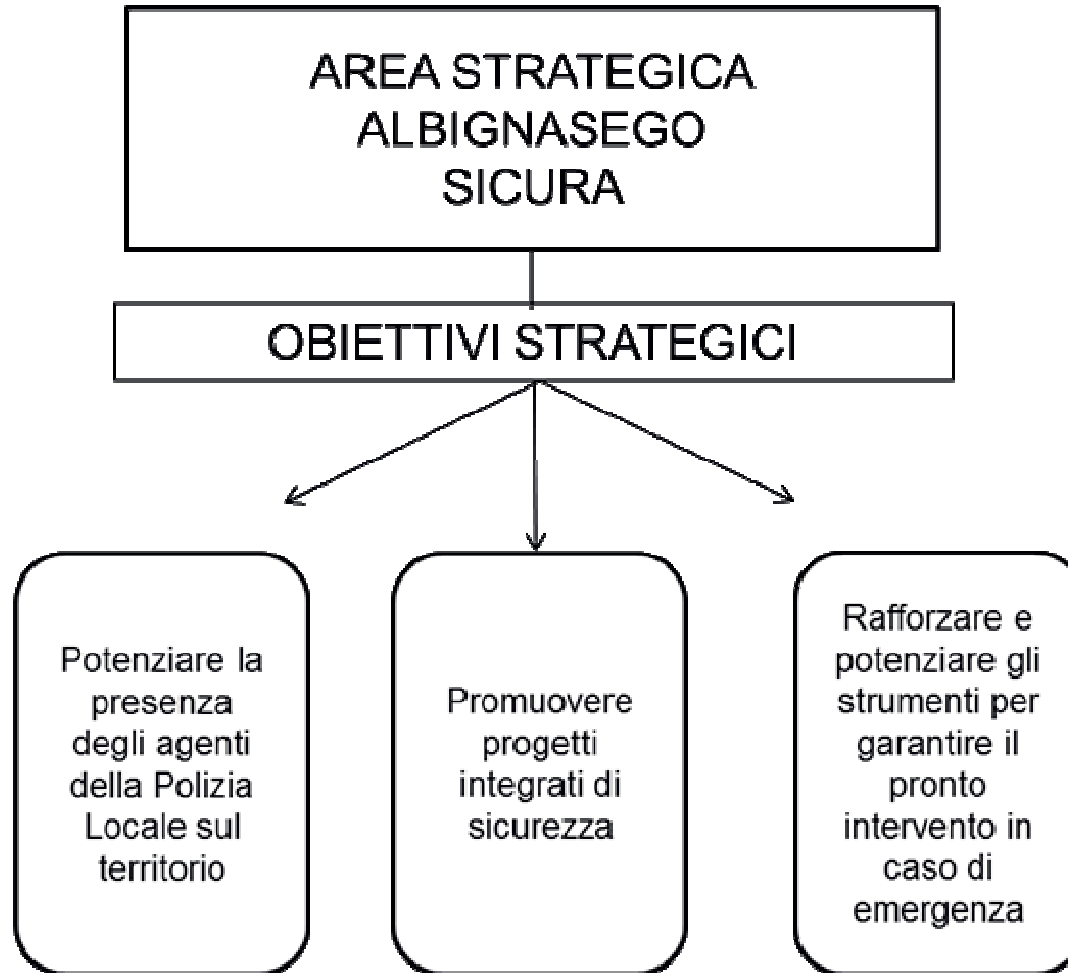 AREA STRATEGICA
ALBIGNASEGO
SICURA
OBIETTIVI STRATEGICI
Potenziare la
presenza
degli agenti
della Polizia
Locale sul
territorio
Promuovere
progetti
integrati di
sicurezza
Rafforzare e
potenziare gli
strumenti per
garantire il
pronto
intervento in
caso di
emergenza